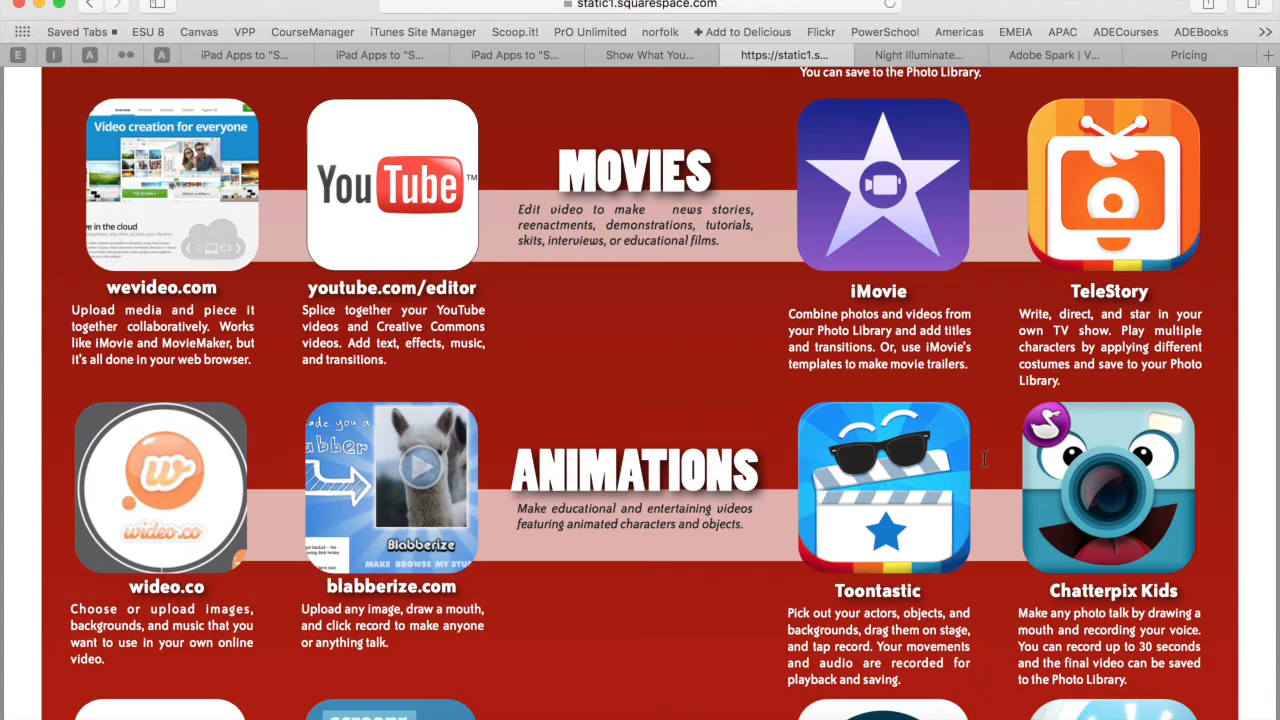 static1.squarespace.com
Saved Tabs ESU 8 Canvas VPP CourseManager iTunes Site Manager Scoop.it! PrO Unlimited norfolk Add to Delicious Flickr PowerSchool Americas EMEIA APAC ADECourses ADEBooks >>
E I A A iPad Apps to "S... iPad Apps to "S... iPad Apps to "S... Show What You... https://static1.s... Night Illuminate... Adobe Spark | V... Pricing
You can save to the Photo Library.
Video creation for everyone
in the cloud
YouTube™
MOVIES
Edit video to make news stories,
reenactments, demonstrations, tutorials,
skits, interviews, or educational films.
wevideo.com
Upload media and piece it
together collaboratively. Works
like iMovie and MovieMaker, but
it's all done in your web browser.
youtube.com/editor
Splice together your YouTube
videos and Creative Commons
videos. Add text, effects, music,
and transitions.
iMovie
Combine photos and videos from
your Photo Library and add titles
and transitions. Or, use iMovie's
templates to make movie trailers.
TeleStory
Write, direct, and star in your
own TV show. Play multiple
characters by applying different
costumes and save to your Photo
Library.
w
wideo.co
ade you a
abber
Blabberize
MAKE BROWSE MY STU
ANIMATIONS
Make educational and entertaining videos
featuring animated characters and objects.
wideo.co
Choose or upload images,
backgrounds, and music that you
want to use in your own online
video.
blabberize.com
Upload any image, draw a mouth,
and click record to make anyone
or anything talk.
Toontastic
Pick out your actors, objects, and
backgrounds, drag them on stage,
and tap record. Your movements
and audio are recorded for
playback and saving.
Chatterpix Kids
Make any photo talk by drawing a
mouth and recording your voice.
You can record up to 30 seconds
and the final video can be saved
to the Photo Library.